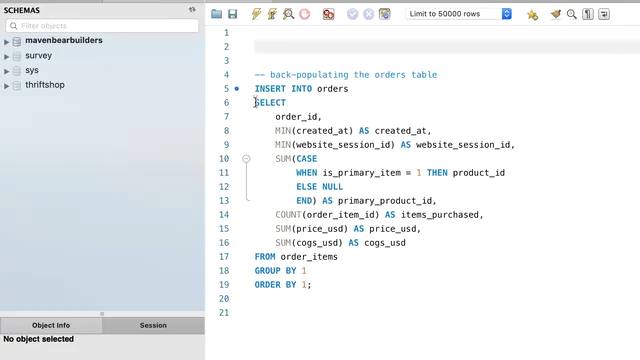 SCHEMAS
Filter objects
mavenbearbuilders
survey
sys
thriftshop
Object Info
Session
No object selected
Limit to 50000 rows
1
2
3
4 -- back-populating the orders table
5 INSERT INTO orders
6 SELECT
7 order_id,
8 MIN(created_at) AS created_at,
9 MIN(website_session_id) AS website_session_id,
10 SUM(CASE
11 WHEN is_primary_item = 1 THEN product_id
12 ELSE NULL
13 END) AS primary_product_id,
14 COUNT(order_item_id) AS items_purchased,
15 SUM(price_usd) AS price_usd,
16 SUM(cogs_usd) AS cogs_usd
17 FROM order_items
18 GROUP BY 1
19 ORDER BY 1;
20
21